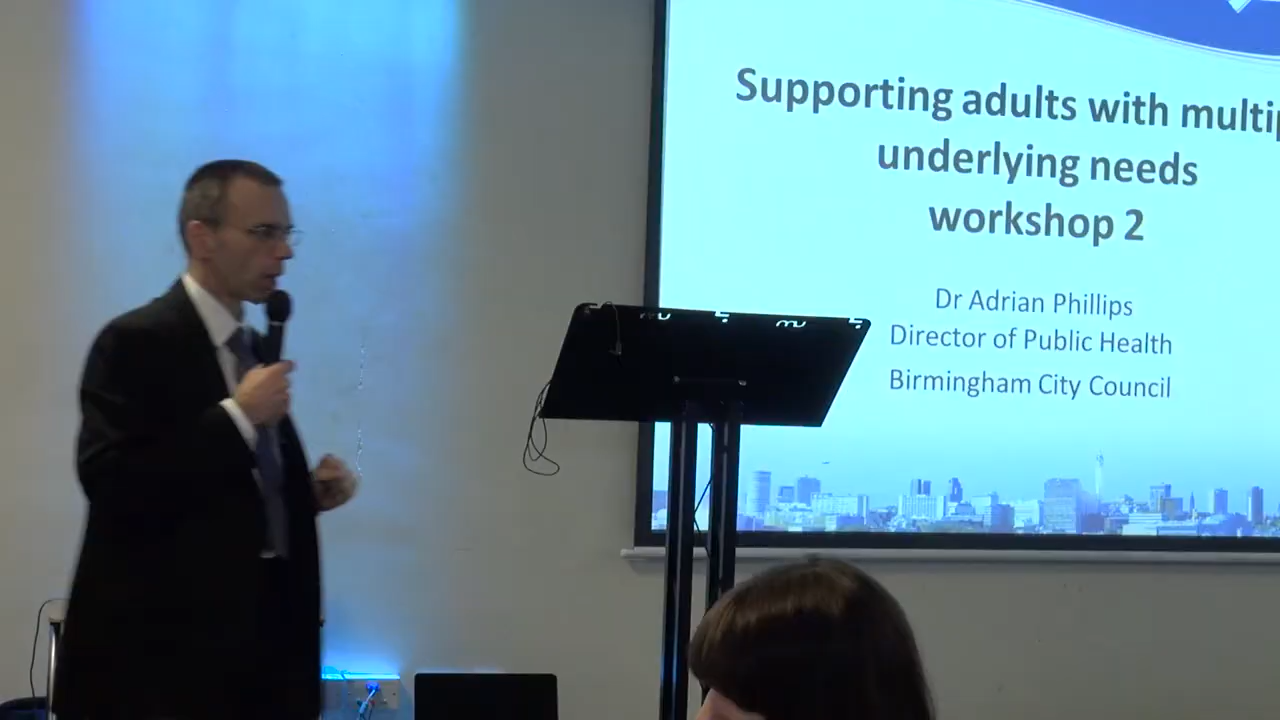 Supporting adults with multip
underlying needs
workshop 2
Dr Adrian Phillips
Director of Public Health
Birmingham City Council